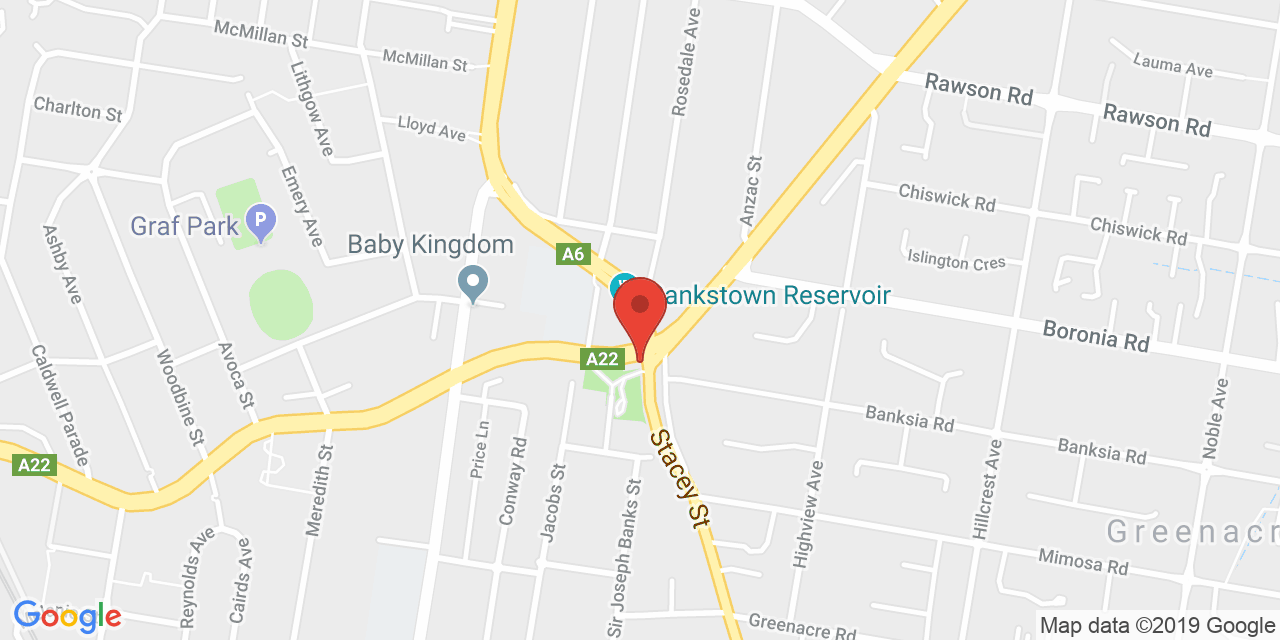 McMillan St
McMillan St
Rosedale Ave
Lauma Ave
Rawson Rd
Rawson Rd
Lithgow Ave
Charlton St
Lloyd Ave
Anzac St
Chiswick Rd
Chiswick Rd
Emery Ave
Graf Park
P
Baby Kingdom
A6
Islington Cres
Ashby Ave
ankstown Reservoir
Boronia Rd
A22
Caldwell Parade
Woodbine St
Avoca St
Noble Ave
Banksia Rd
Banksia Rd
Stacey St
A22
Price Ln
Conway Rd
Meredith St
Jacobs St
Sir Joseph Banks St
Highview Ave
Hillcrest Ave
Greenacr
Mimosa Rd
Reynolds Ave
Cairds Ave
Google
Greenacre Rd
Map data ©2019 Google